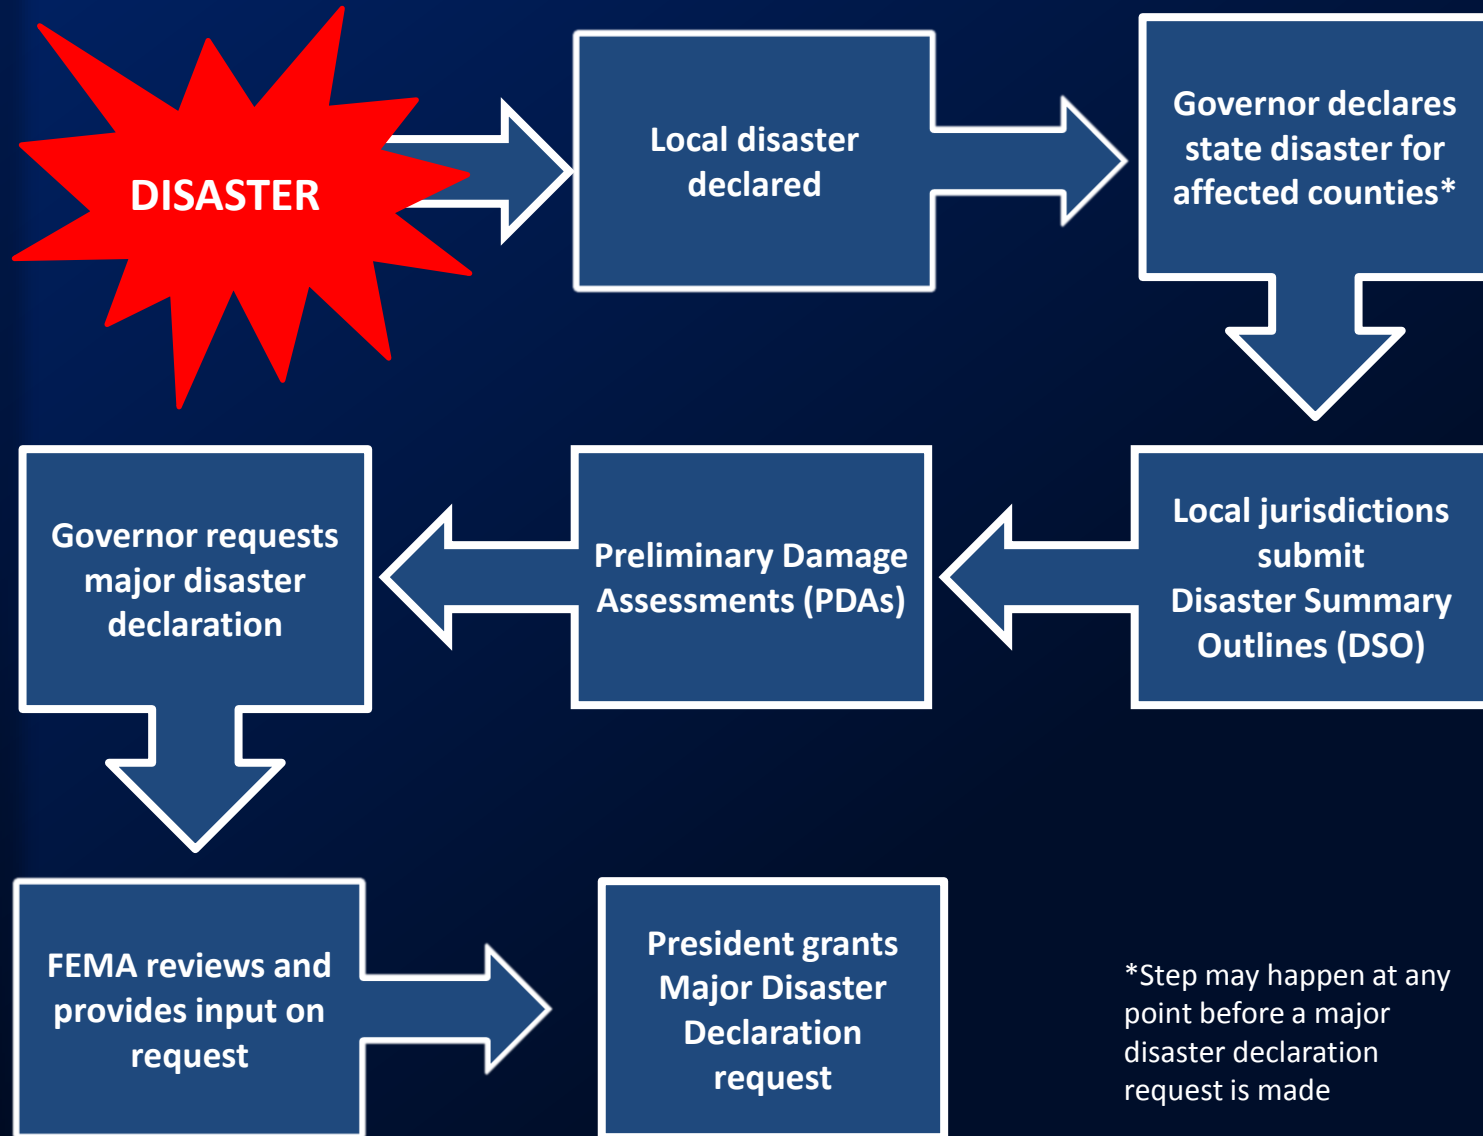 DISASTER
Local disaster
declared
Governor declares
state disaster for
affected counties*
Local jurisdictions
submit
Disaster Summary
Outlines (DSO)
Preliminary Damage
Assessments (PDAs)
Governor requests
major disaster
declaration
FEMA reviews and
provides input on
request
President grants
Major Disaster
Declaration
request
*Step may happen at any
point before a major
disaster declaration
request is made